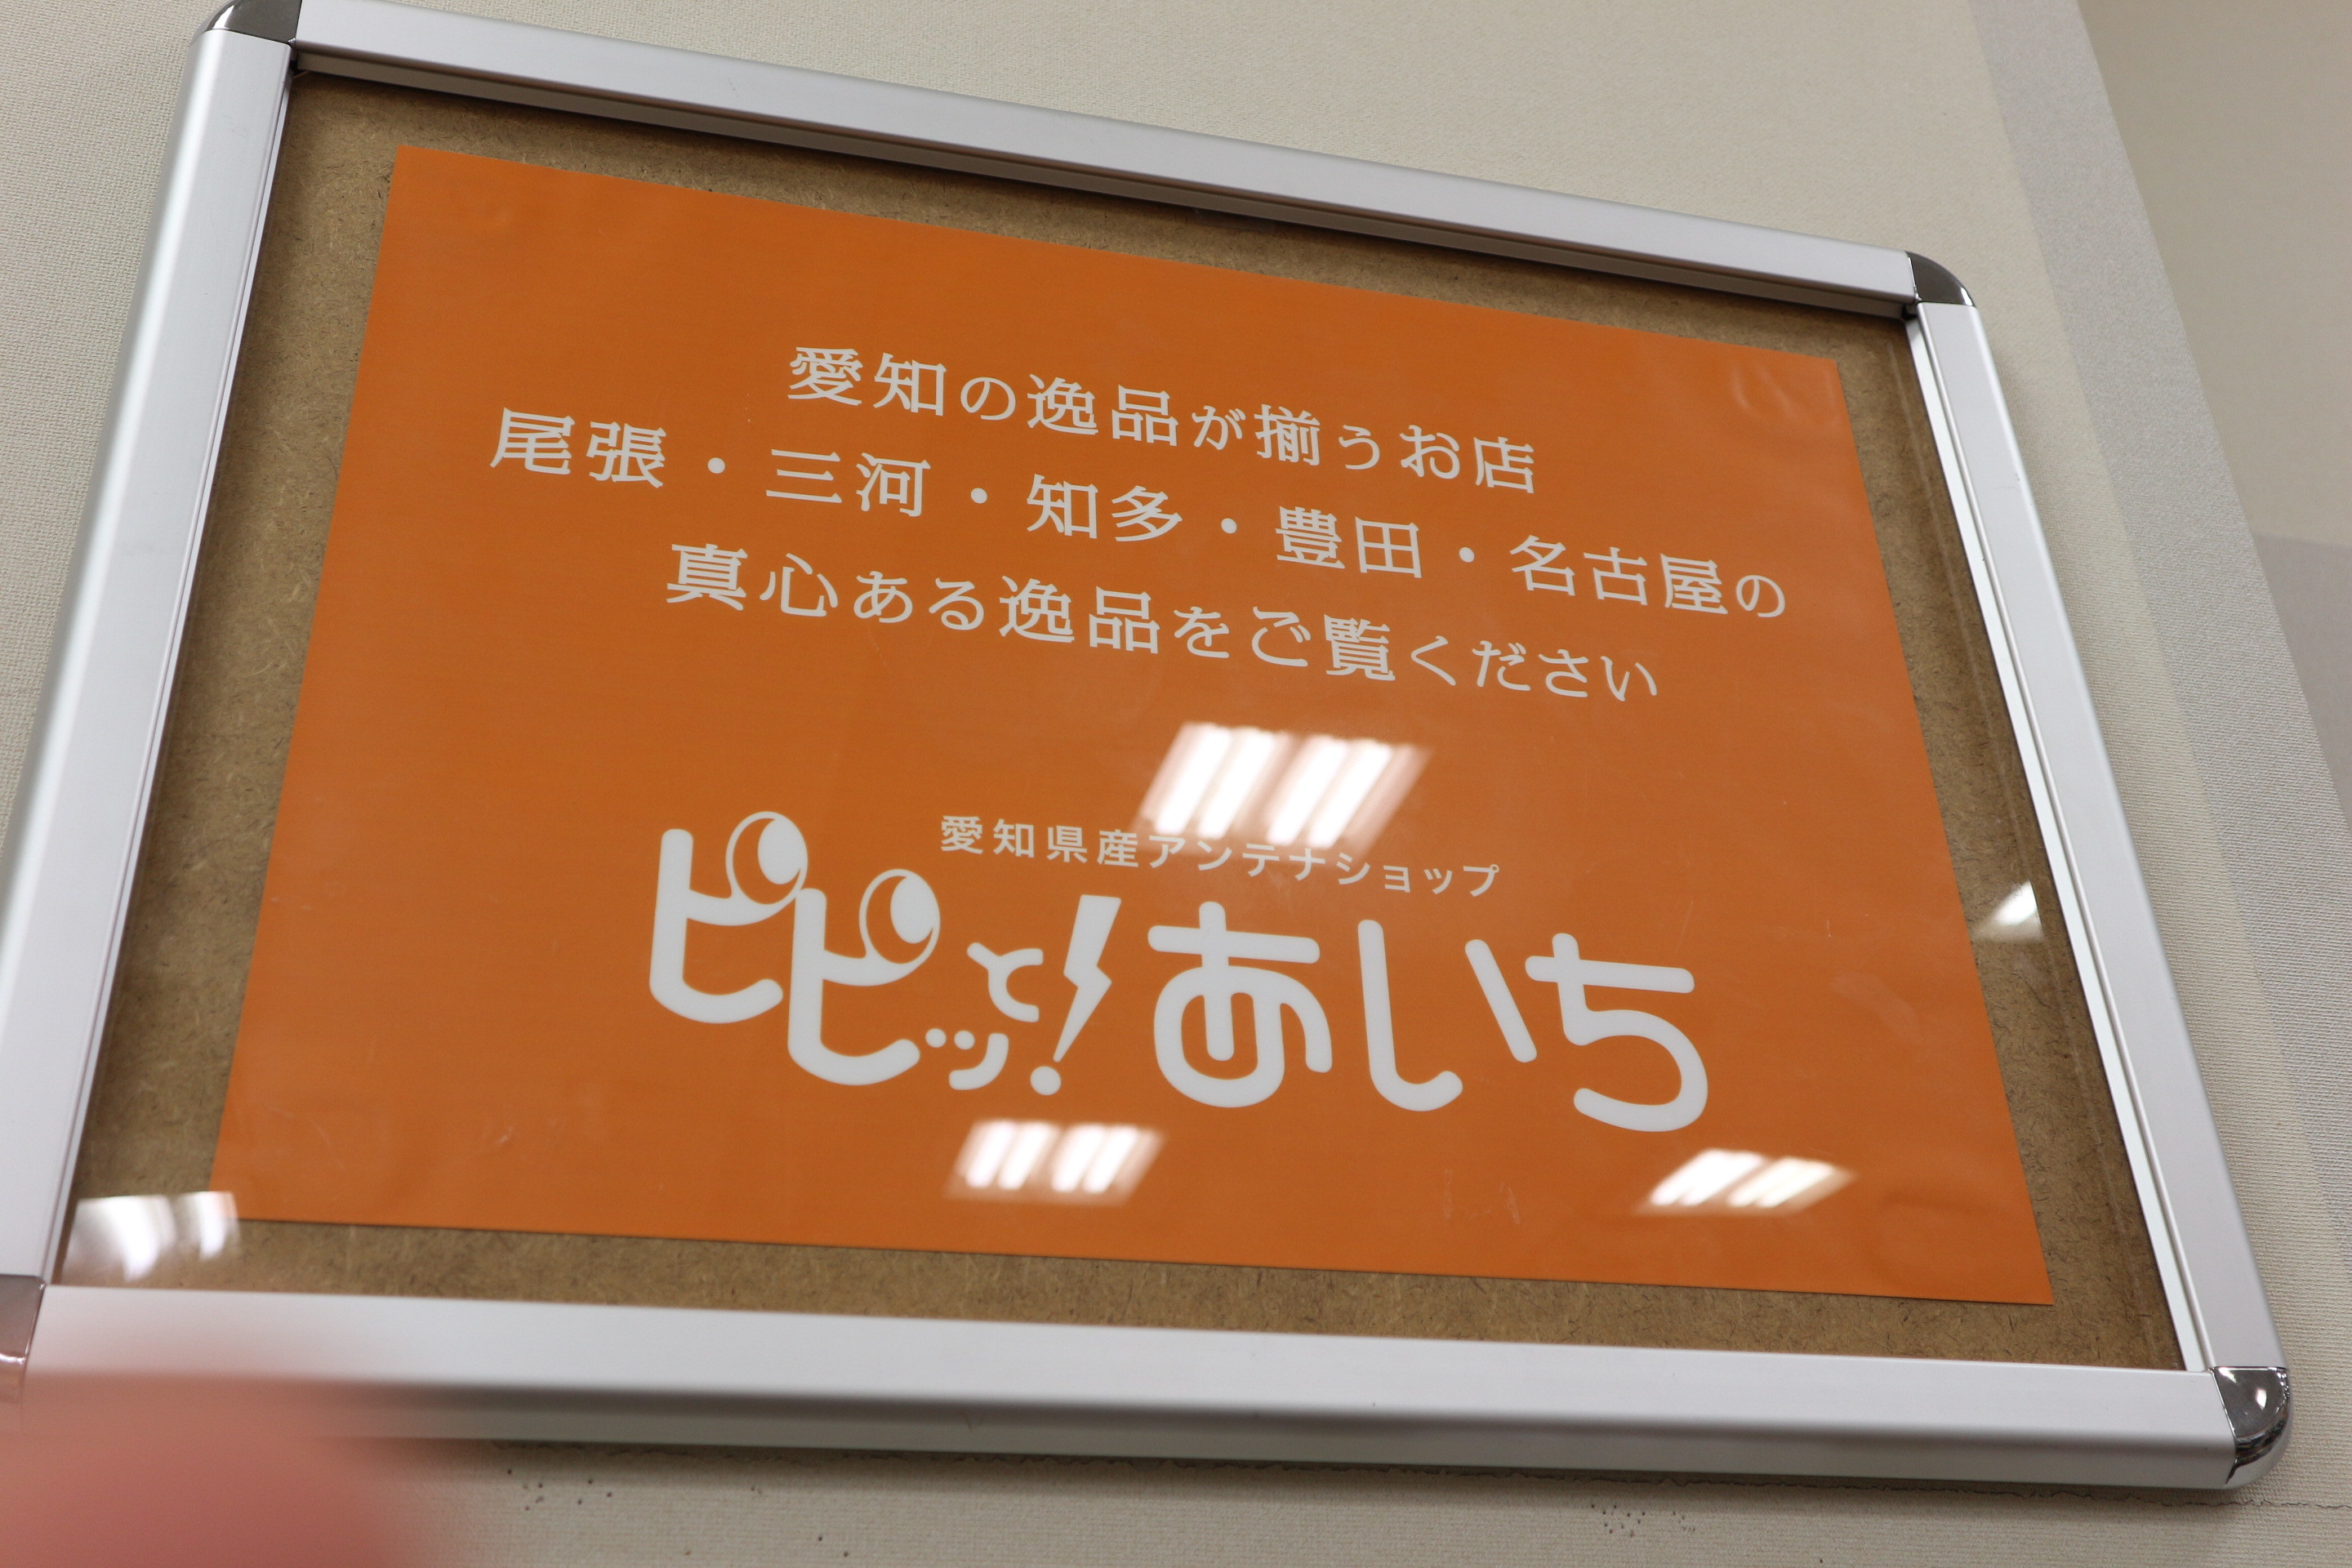 愛知の逸品が揃うお店
尾張・三河・知多・豊田・名古屋の
真心ある逸品をご覧ください
愛知県産アンテナショップ
ピピッと!あいち